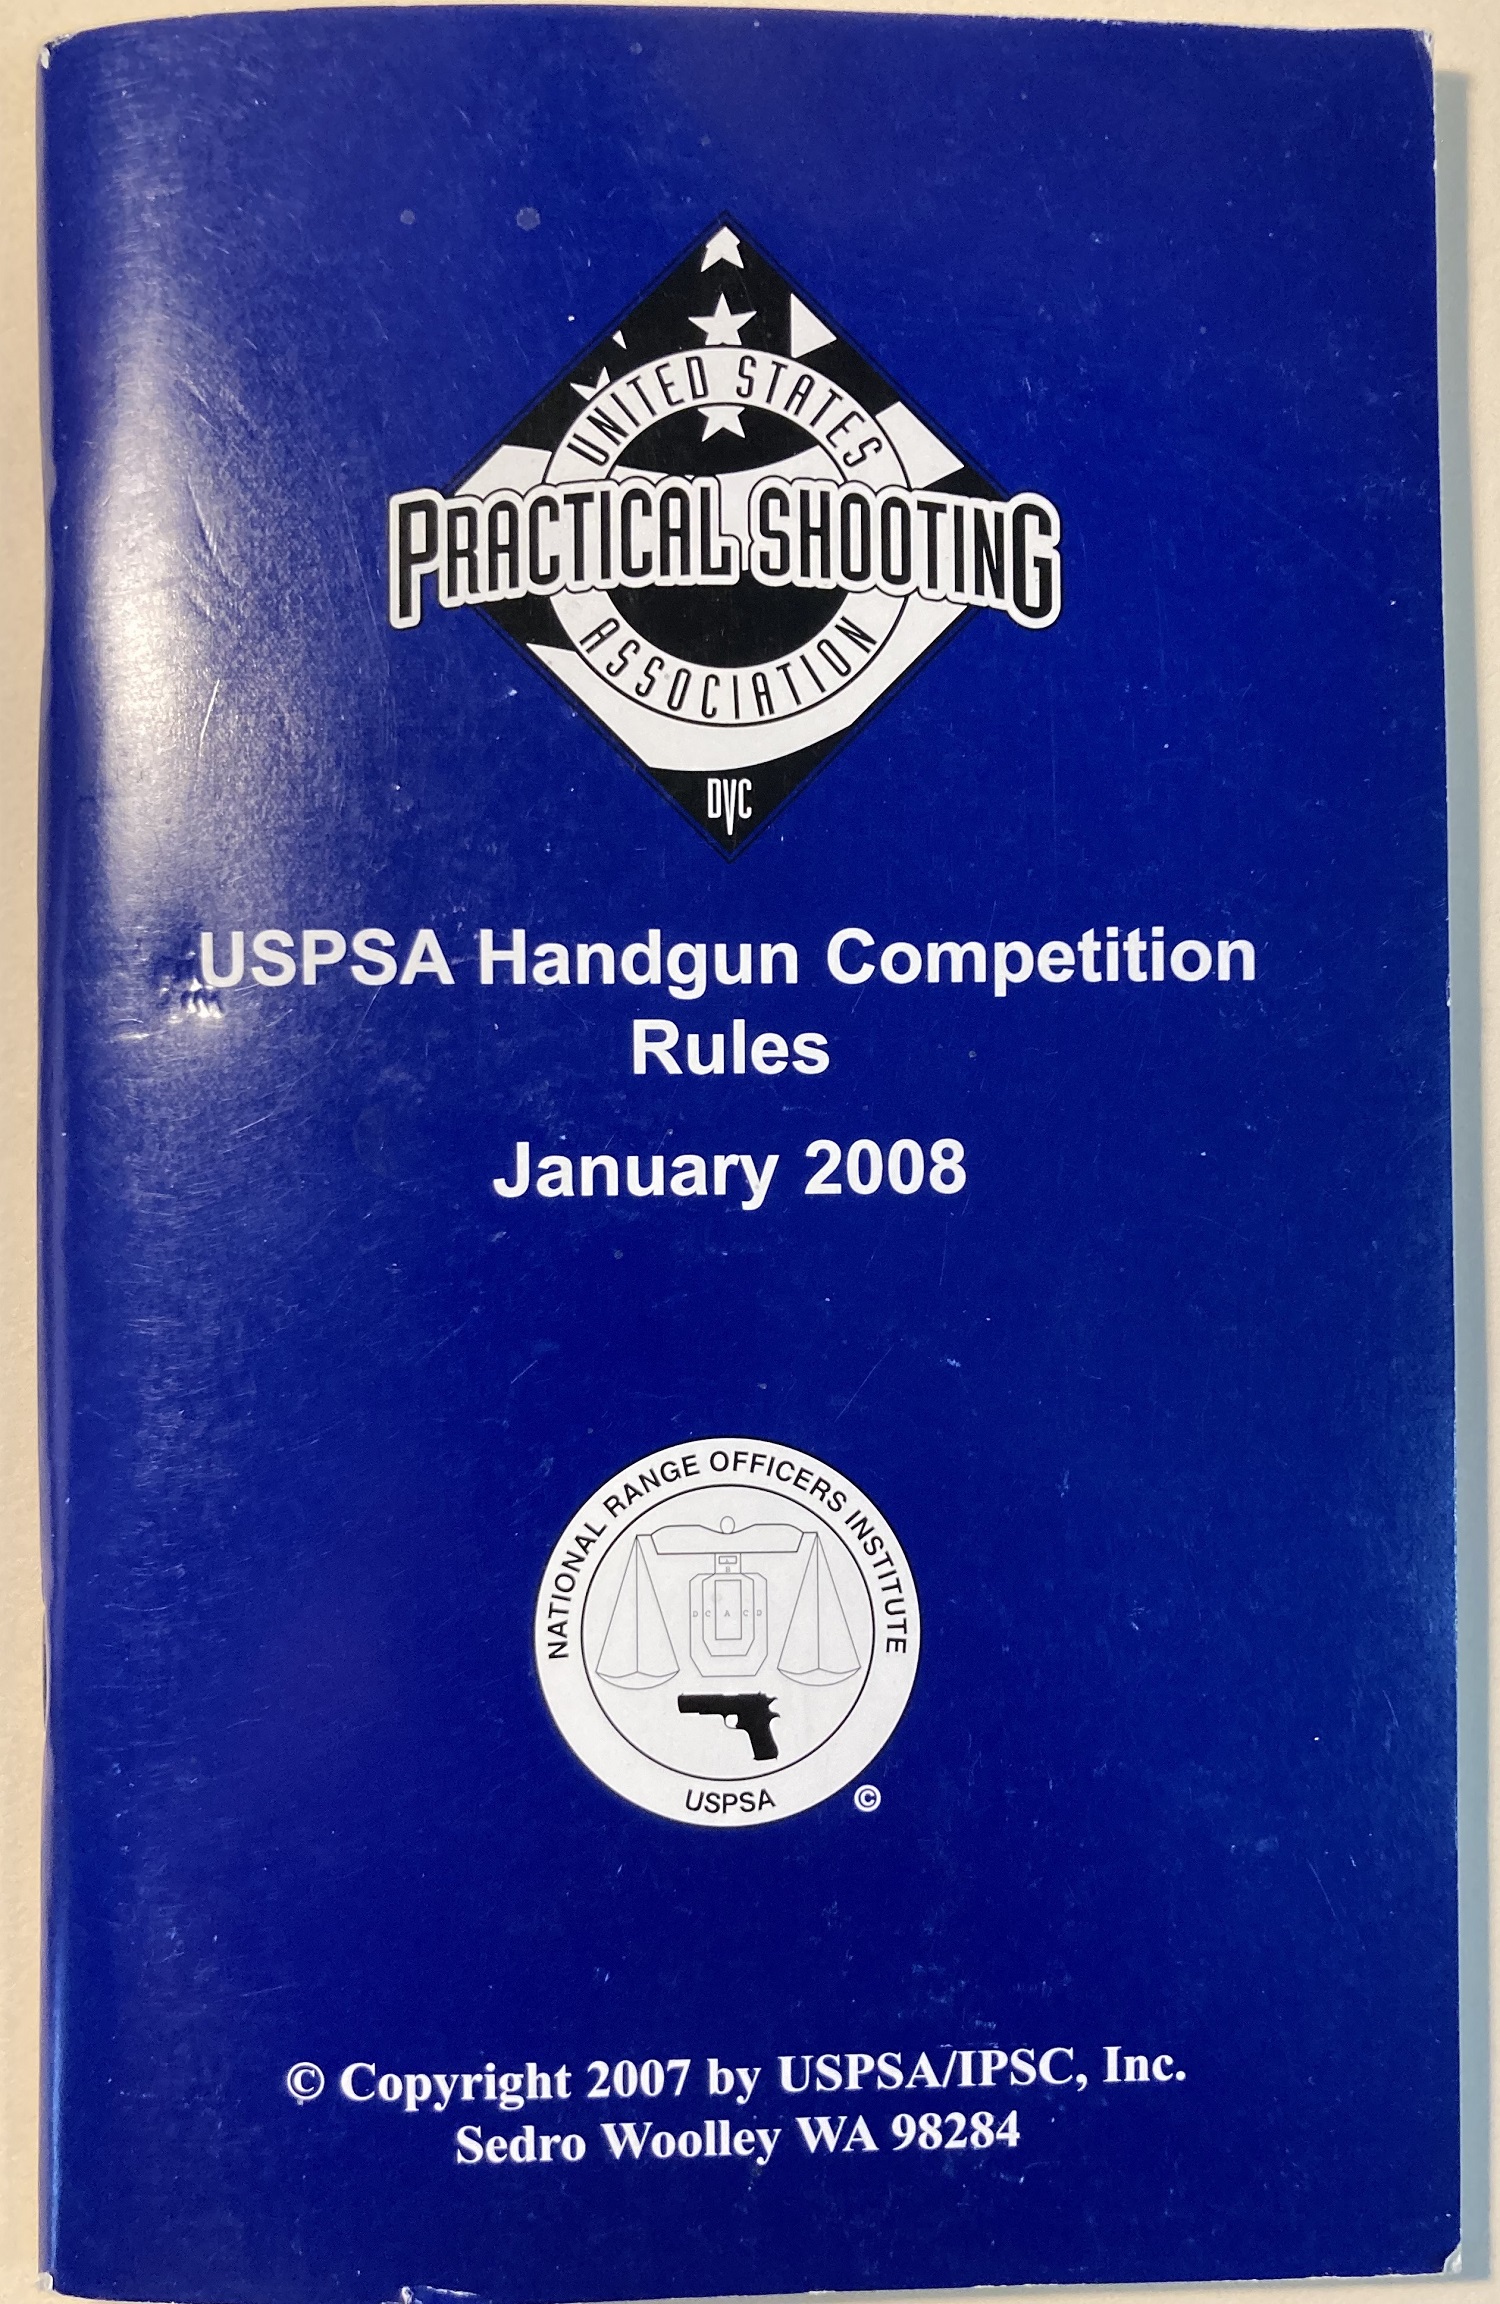 UNITED STATES
PRACTICAL SHOOTING
ASSOCIATION
DVC
USPSA Handgun Competition
Rules
January 2008
NATIONAL RANGE OFFICERS INSTITUTE
A
B
D C A C D
USPSA
©
© Copyright 2007 by USPSA/IPSC, Inc.
Sedro Woolley WA 98284